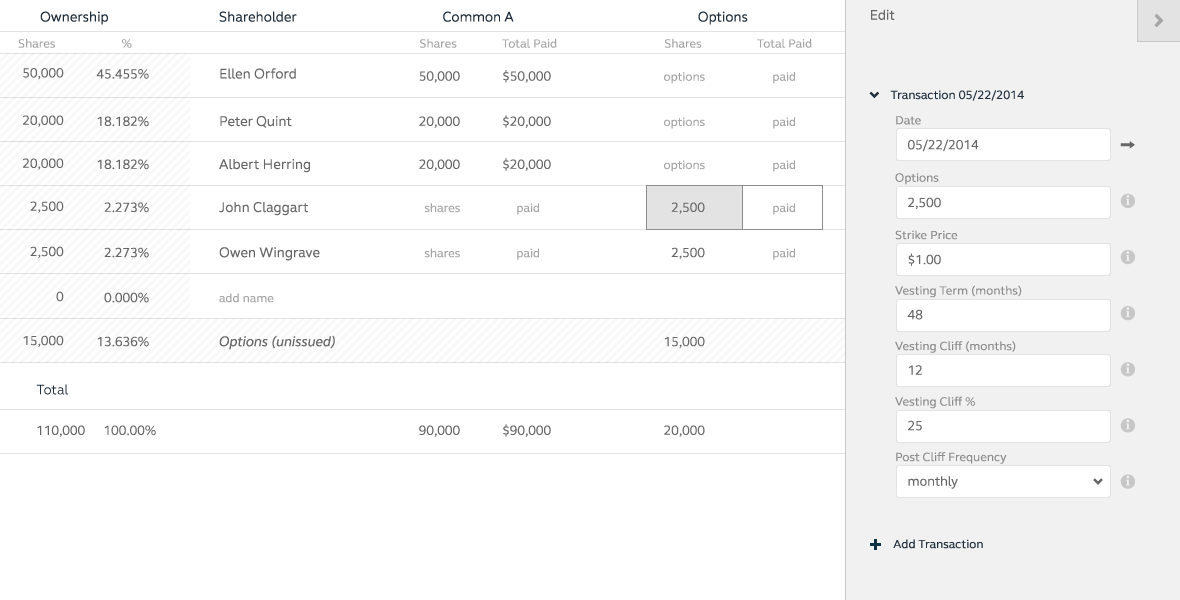 Ownership Shareholder Common A Options
Shares % Shares Total Paid Shares Total Paid
50,000 45.455% Ellen Orford 50,000 $50,000 options paid
20,000 18.182% Peter Quint 20,000 $20,000 options paid
20,000 18.182% Albert Herring 20,000 $20,000 options paid
2,500 2.273% John Claggart shares paid 2,500 paid
2,500 2.273% Owen Wingrave shares paid 2,500 paid
0 0.000% add name
15,000 13.636% Options (unissued) 15,000
Total
110,000 100.00% 90,000 $90,000 20,000
Edit
Transaction 05/22/2014
Date
05/22/2014
Options
2,500
Strike Price
$1.00
Vesting Term (months)
48
Vesting Cliff (months)
12
Vesting Cliff %
25
Post Cliff Frequency
monthly
Add Transaction